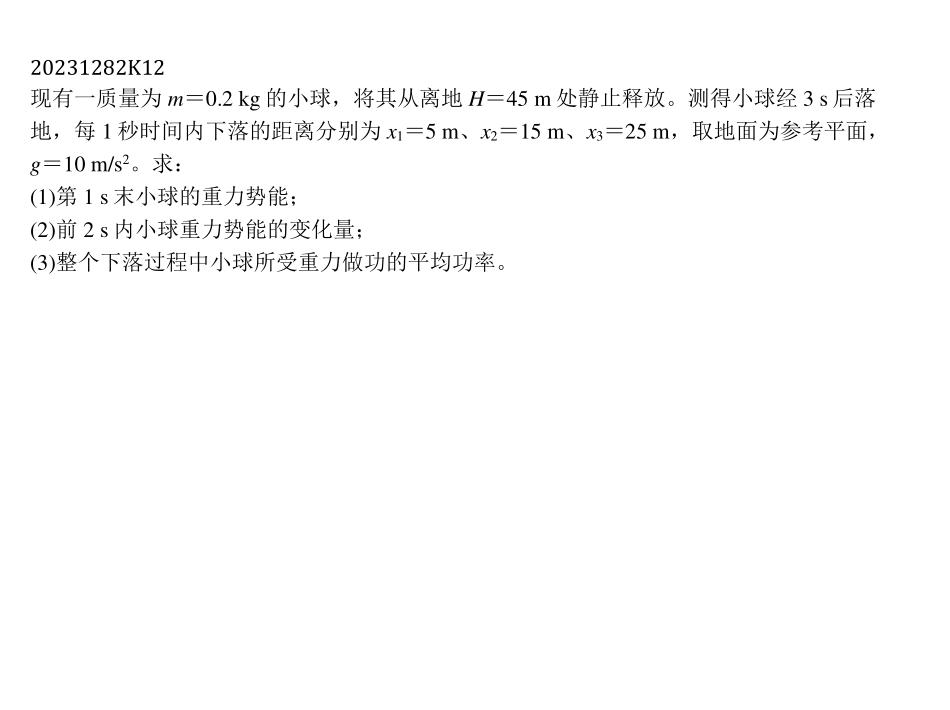 20231282K12
现有一质量为 m＝0.2 kg 的小球，将其从离地 H＝45 m 处静止释放。测得小球经 3 s 后落
地，每 1 秒时间内下落的距离分别为 x₁＝5 m、x₂＝15 m、x₃＝25 m，取地面为参考平面，
g＝10 m/s²。求：
(1)第 1 s 末小球的重力势能；
(2)前 2 s 内小球重力势能的变化量；
(3)整个下落过程中小球所受重力做功的平均功率。